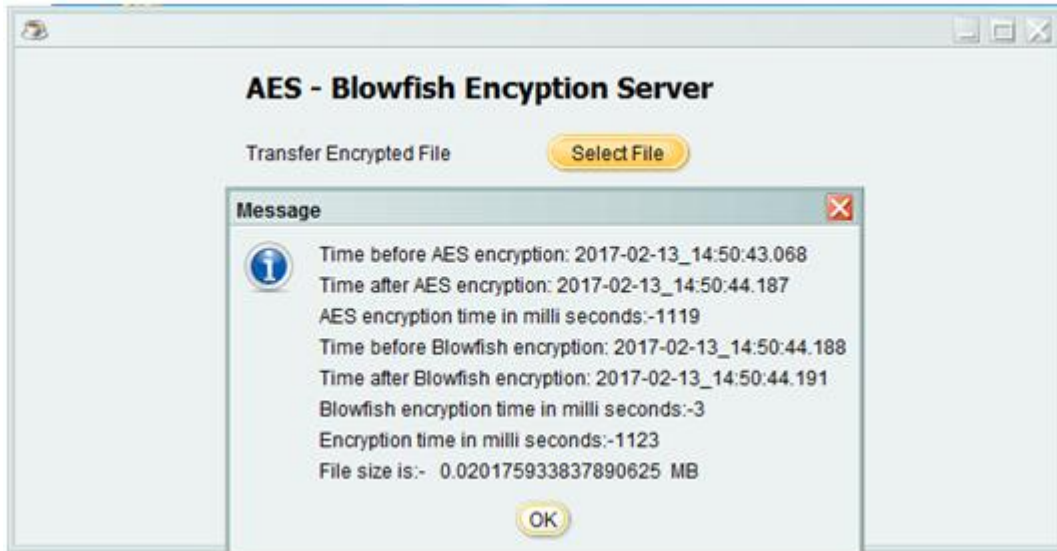 AES - Blowfish Encyption Server
Transfer Encrypted File Select File
Message
Time before AES encryption: 2017-02-13_14:50:43.068
Time after AES encryption: 2017-02-13_14:50:44.187
AES encryption time in milli seconds:-1119
Time before Blowfish encryption: 2017-02-13_14:50:44.188
Time after Blowfish encryption: 2017-02-13_14:50:44.191
Blowfish encryption time in milli seconds:-3
Encryption time in milli seconds:-1123
File size is:- 0.020175933837890625 MB
OK